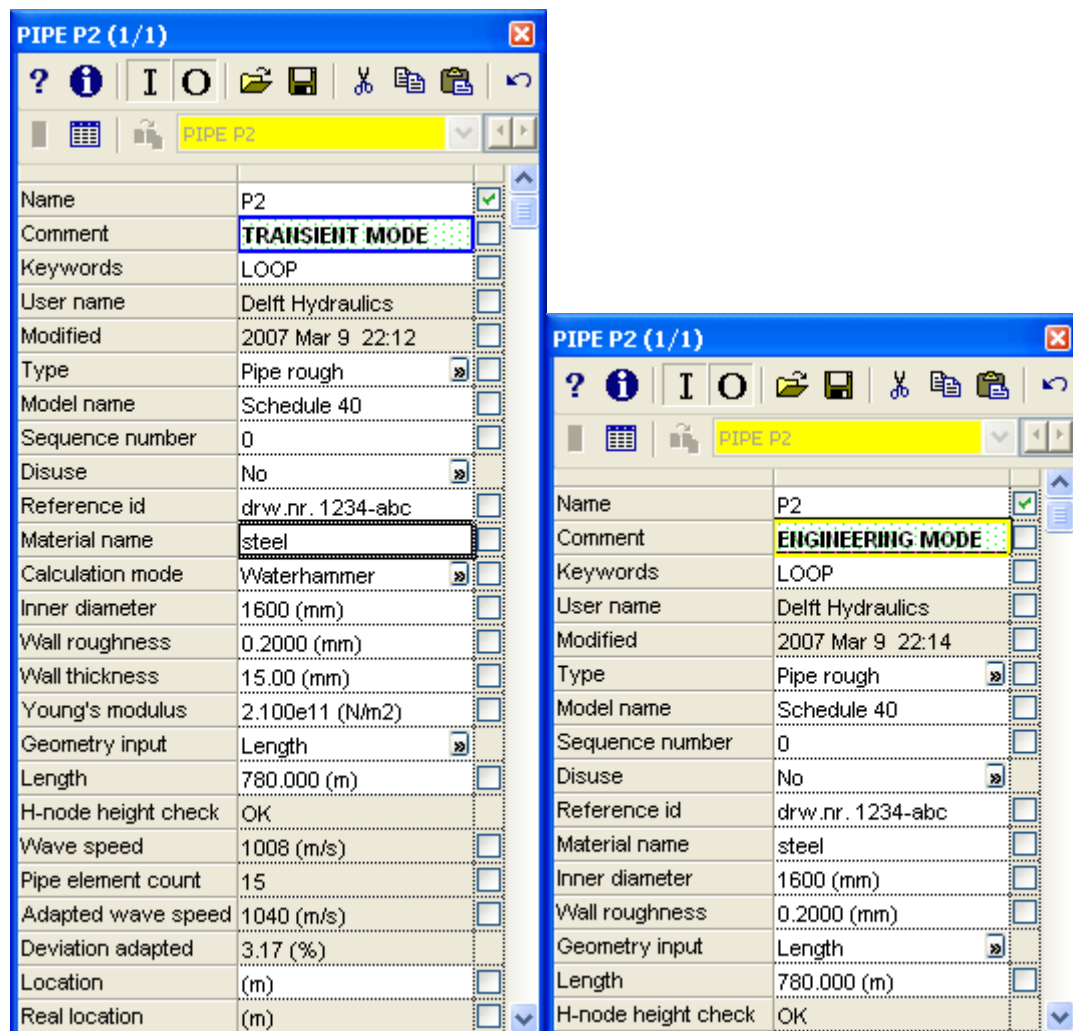 PIPE P2 (1/1)
? i I O
PIPE P2
Name P2
Comment TRANSIENT MODE
Keywords LOOP
User name Delft Hydraulics
Modified 2007 Mar 9 22:12
Type Pipe rough »
Model name Schedule 40
Sequence number 0
Disuse No »
Reference id drw.nr. 1234-abc
Material name steel
Calculation mode Waterhammer »
Inner diameter 1600 (mm)
Wall roughness 0.2000 (mm)
Wall thickness 15.00 (mm)
Young's modulus 2.100e11 (N/m2)
Geometry input Length »
Length 780.000 (m)
H-node height check OK
Wave speed 1008 (m/s)
Pipe element count 15
Adapted wave speed 1040 (m/s)
Deviation adapted 3.17 (%)
Location (m)
Real location (m)
PIPE P2 (1/1)
? i I O
PIPE P2
Name P2
Comment ENGINEERING MODE
Keywords LOOP
User name Delft Hydraulics
Modified 2007 Mar 9 22:14
Type Pipe rough »
Model name Schedule 40
Sequence number 0
Disuse No »
Reference id drw.nr. 1234-abc
Material name steel
Inner diameter 1600 (mm)
Wall roughness 0.2000 (mm)
Geometry input Length »
Length 780.000 (m)
H-node height check OK